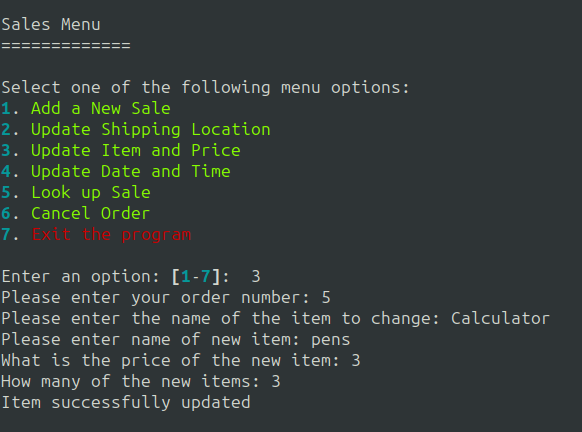 Sales Menu
=============
Select one of the following menu options:
1. Add a New Sale
2. Update Shipping Location
3. Update Item and Price
4. Update Date and Time
5. Look up Sale
6. Cancel Order
7. Exit the program
Enter an option: [1-7]:  3
Please enter your order number: 5
Please enter the name of the item to change: Calculator
Please enter name of new item: pens
What is the price of the new item: 3
How many of the new items: 3
Item successfully updated